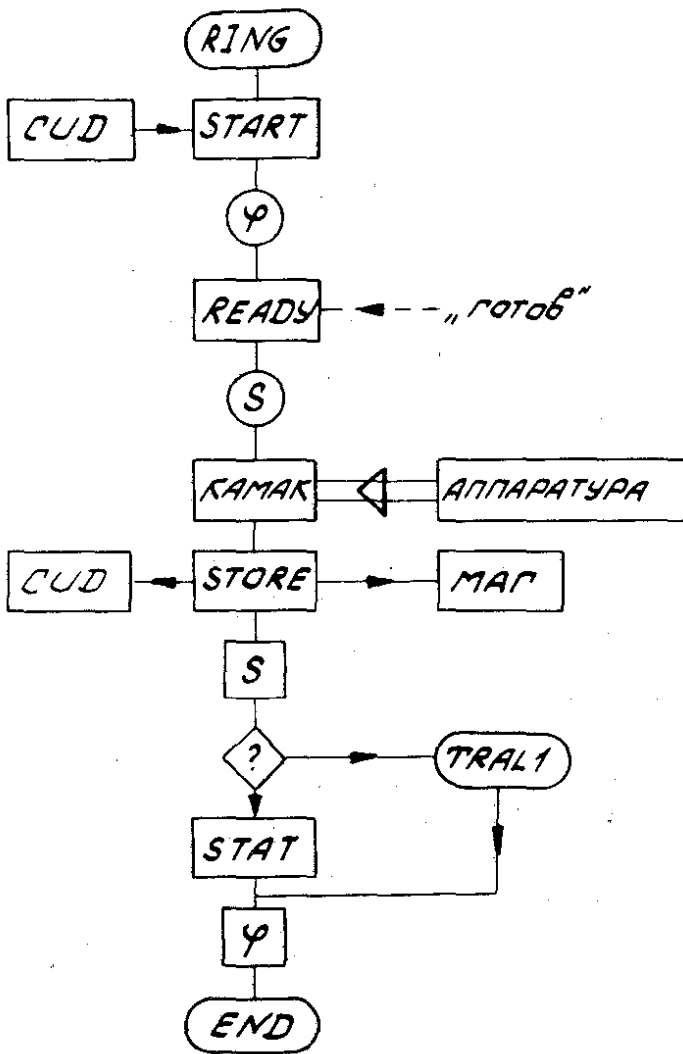 RING
CUD
START
φ
READY
„готов"
S
КАМАК
АППАРАТУРА
CUD
STORE
МАГ
S
?
TRAL1
STAT
φ
END